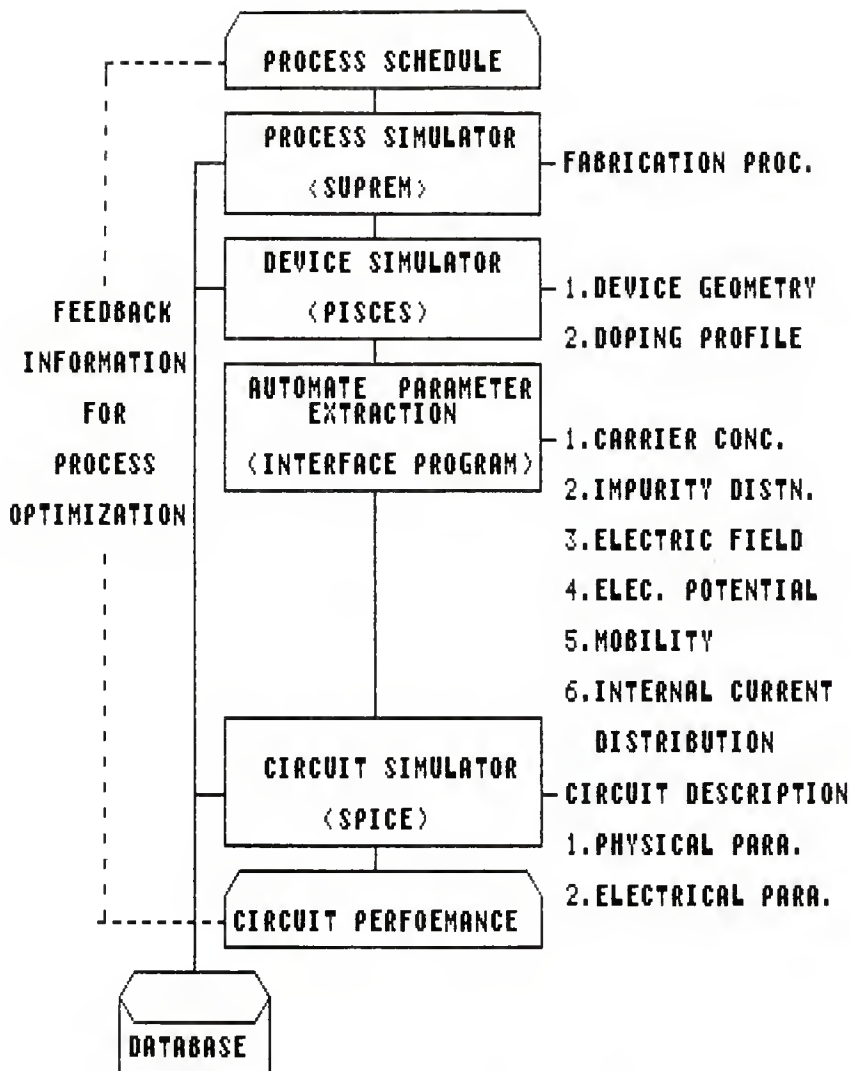 PROCESS SCHEDULE
PROCESS SIMULATOR
<SUPREM>
FABRICATION PROC.
DEVICE SIMULATOR
<PISCES>
1.DEVICE GEOMETRY
2.DOPING PROFILE
FEEDBACK
INFORMATION
FOR
PROCESS
OPTIMIZATION
AUTOMATE PARAMETER
EXTRACTION
<INTERFACE PROGRAM>
1.CARRIER CONC.
2.IMPURITY DISTN.
3.ELECTRIC FIELD
4.ELEC. POTENTIAL
5.MOBILITY
6.INTERNAL CURRENT
DISTRIBUTION
CIRCUIT SIMULATOR
<SPICE>
CIRCUIT DESCRIPTION
1.PHYSICAL PARA.
2.ELECTRICAL PARA.
CIRCUIT PERFOEMANCE
DATABASE